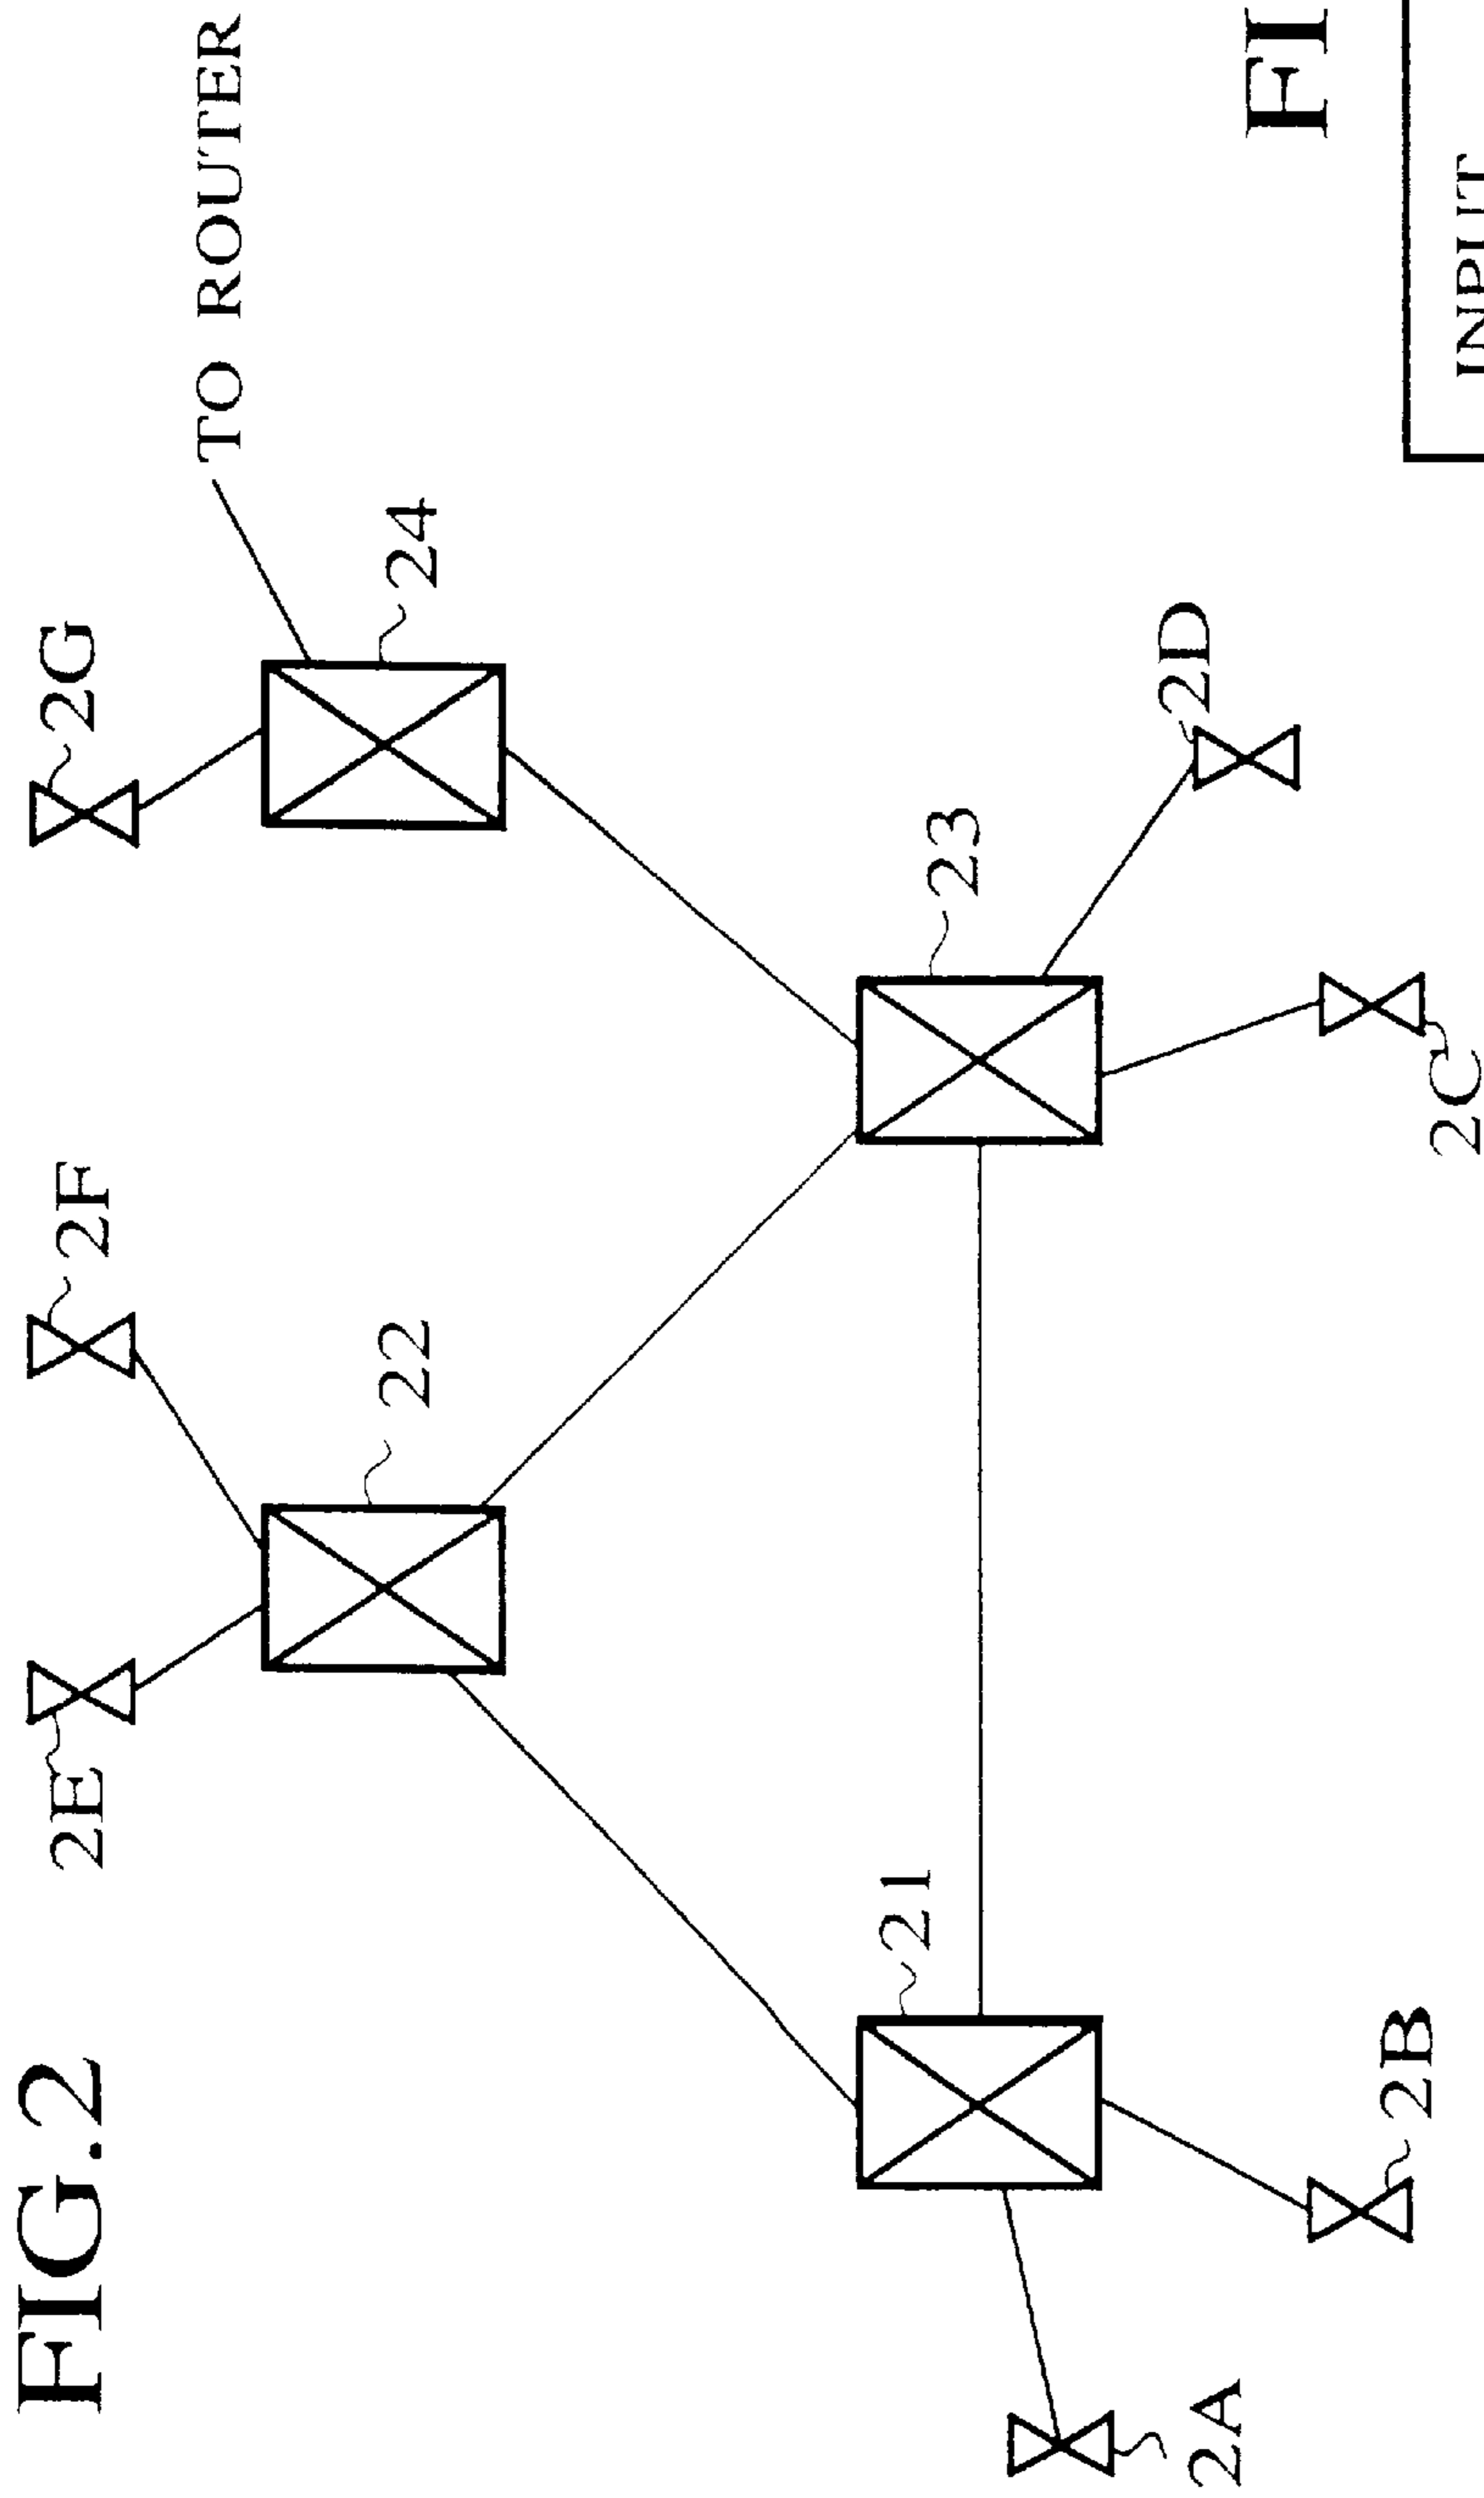 FIG.2
2E
2F
2G
TO ROUTER
22
24
21
23
2D
2A
2B
2C
FI
INPUT